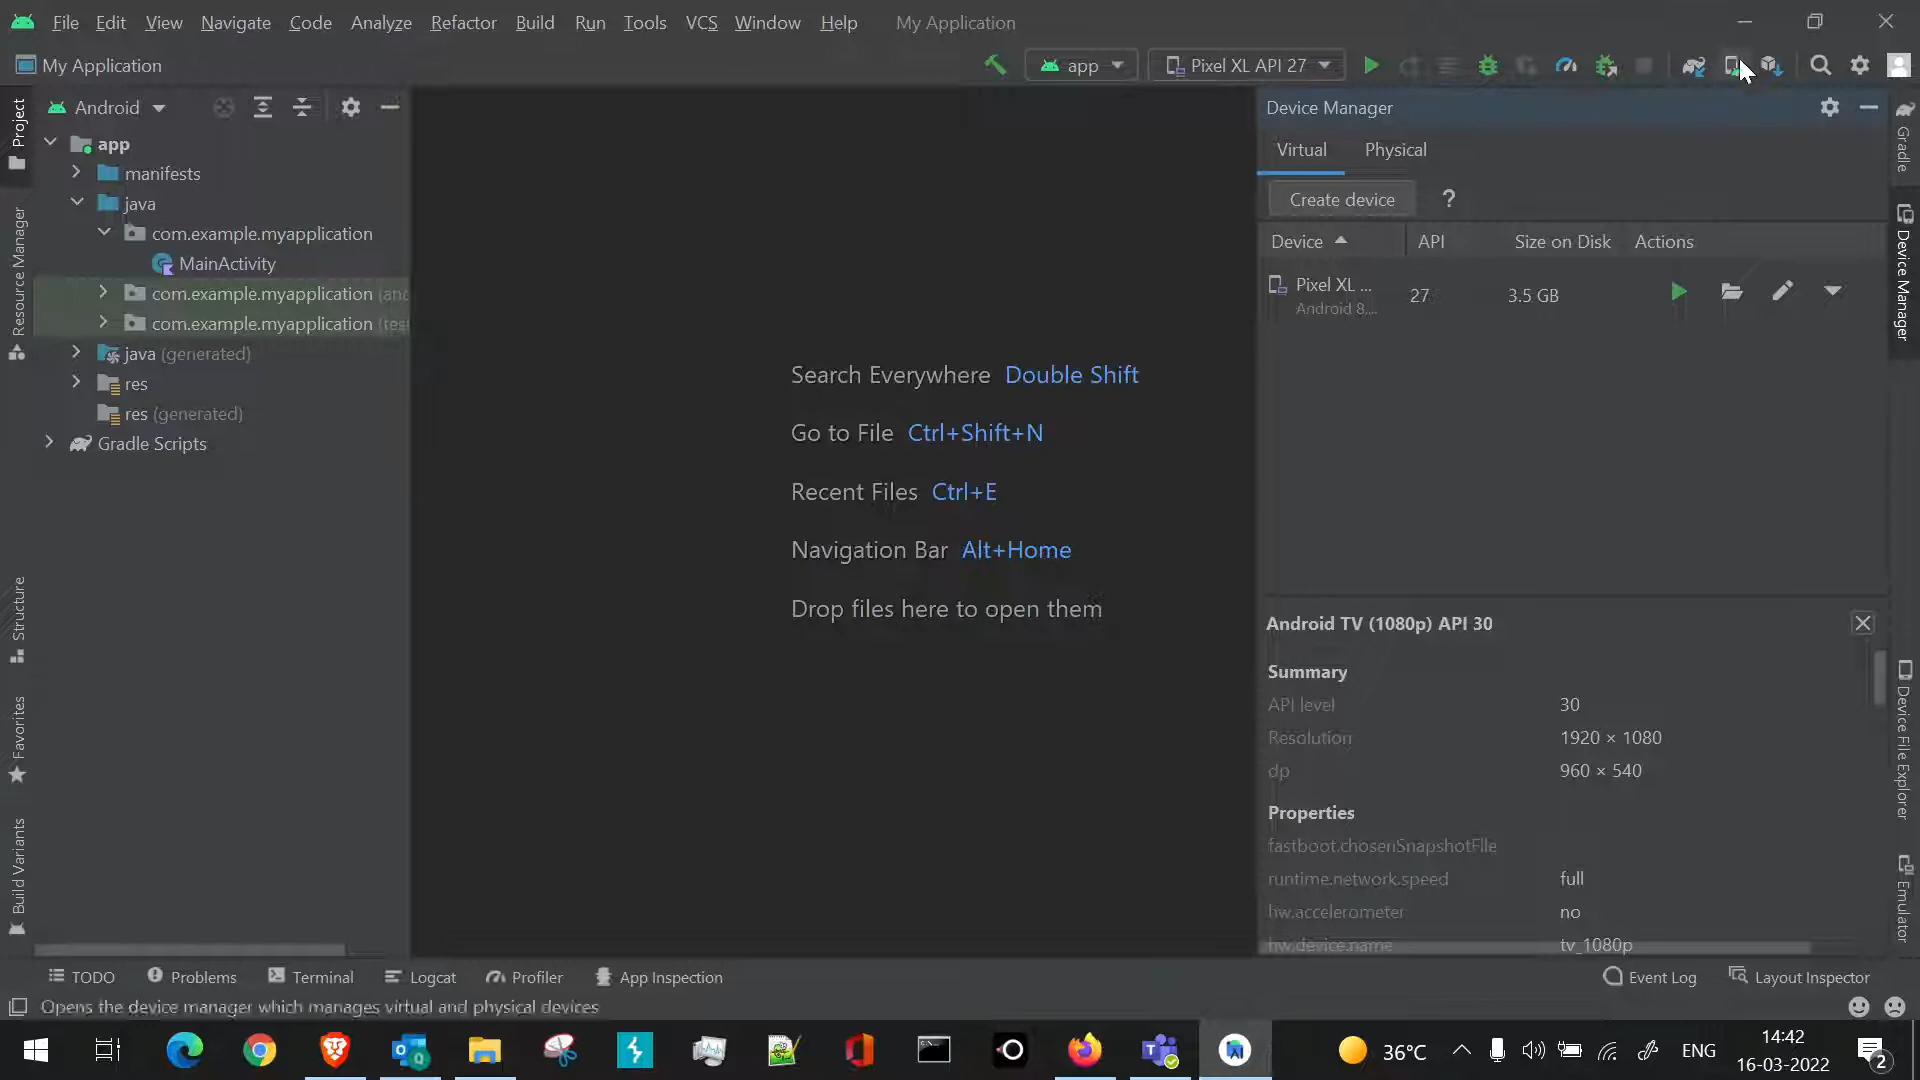 File Edit View Navigate Code Analyze Refactor Build Run Tools VCS Window Help My Application
My Application
app
Pixel XL API 27
Project
Resource Manager
Structure
Favorites
Build Variants
Android
app
manifests
java
com.example.myapplication
MainActivity
com.example.myapplication (and
com.example.myapplication (test
java (generated)
res
res (generated)
Gradle Scripts
Search Everywhere Double Shift
Go to File Ctrl+Shift+N
Recent Files Ctrl+E
Navigation Bar Alt+Home
Drop files here to open them
Device Manager
Virtual Physical
Create device ?
Device API Size on Disk Actions
Pixel XL ... 27 3.5 GB
Android 8....
Android TV (1080p) API 30
Summary
API level 30
Resolution 1920 × 1080
dp 960 × 540
Properties
fastboot.chosenSnapshotFile
runtime.network.speed full
hw.accelerometer no
hw.device.name tv_1080p
Gradle
Device Manager
Device File Explorer
Emulator
TODO Problems Terminal Logcat Profiler App Inspection Event Log Layout Inspector
Opens the device manager which manages virtual and physical devices
36°C ENG 14:42
16-03-2022
2